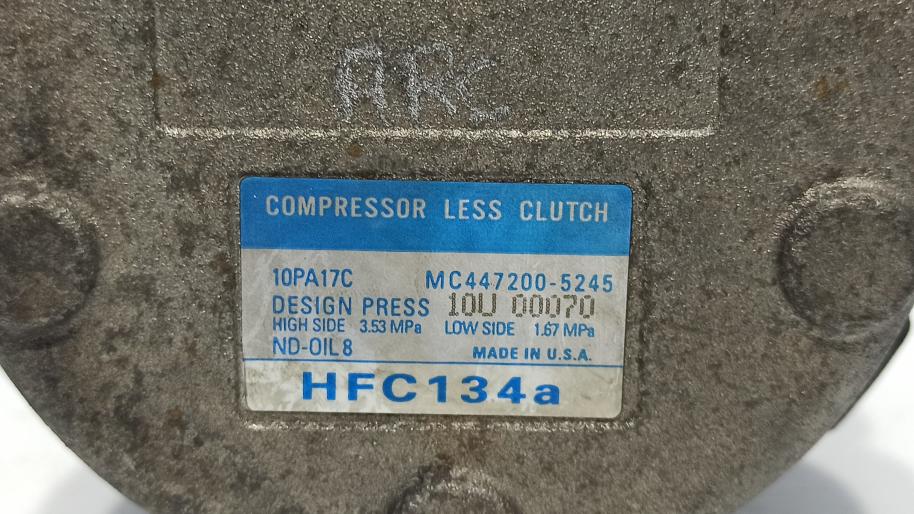 ARC
COMPRESSOR LESS CLUTCH
10PA17C MC447200-5245
DESIGN PRESS 10U 00070
HIGH SIDE 3.53 MPa LOW SIDE 1.67 MPa
ND-OIL 8 MADE IN U.S.A.
HFC134a